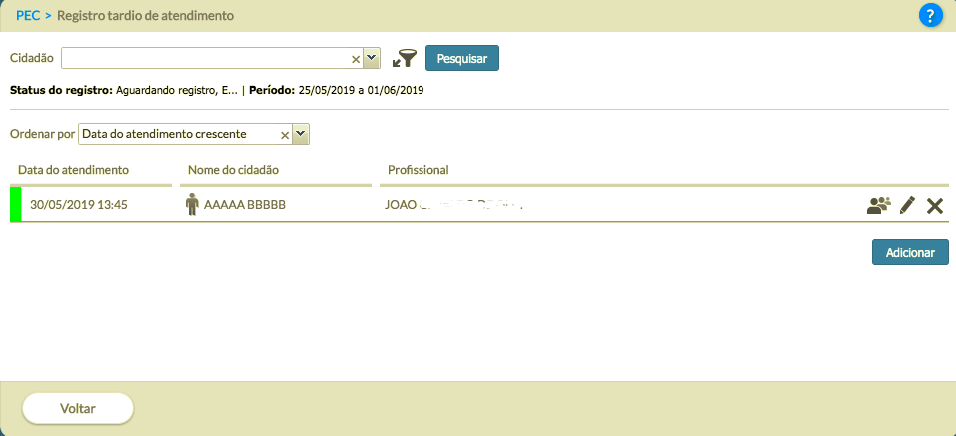 PEC > Registro tardio de atendimento
?
Cidadão
Pesquisar
Status do registro: Aguardando registro, E... | Período: 25/05/2019 a 01/06/2019
Ordenar por Data do atendimento crescente
Data do atendimento Nome do cidadão Profissional
30/05/2019 13:45 AAAAA BBBBB JOAO
Adicionar
Voltar